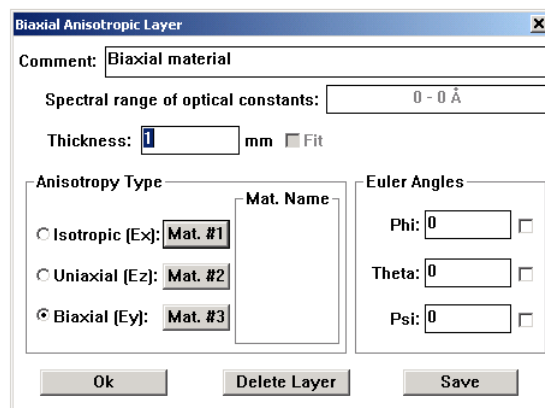 Biaxial Anisotropic Layer
Comment: Biaxial material
Spectral range of optical constants: 0 - 0 Å
Thickness: 1 mm Fit
Anisotropy Type
Mat. Name
Isotropic (Ex): Mat. #1
Uniaxial (Ez): Mat. #2
Biaxial (Ey): Mat. #3
Euler Angles
Phi: 0
Theta: 0
Psi: 0
Ok Delete Layer Save